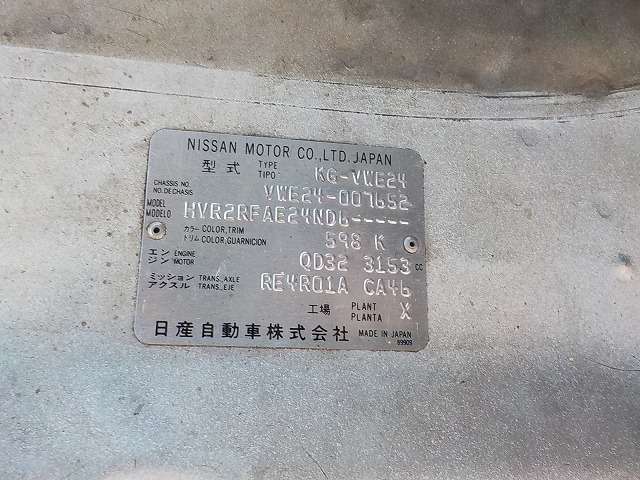 NISSAN MOTOR CO.,LTD. JAPAN
型式 TYPE TIPO KG-VWE24
CHASSIS NO. NO. DECHASIS VWE24-007652
MODEL MODELO HVR2RFAE24ND6-----
カラー COLOR,TRIM トリム COLOR,GUARNICION 598 K
エンジン ENGINE MOTOR QD32 3153 CC
ミッション アクスル TRANS.,AXLE TRANS.,EJE RE4R01A CA46
工場 PLANT PLANTA X
日産自動車株式会社 MADE IN JAPAN
89909